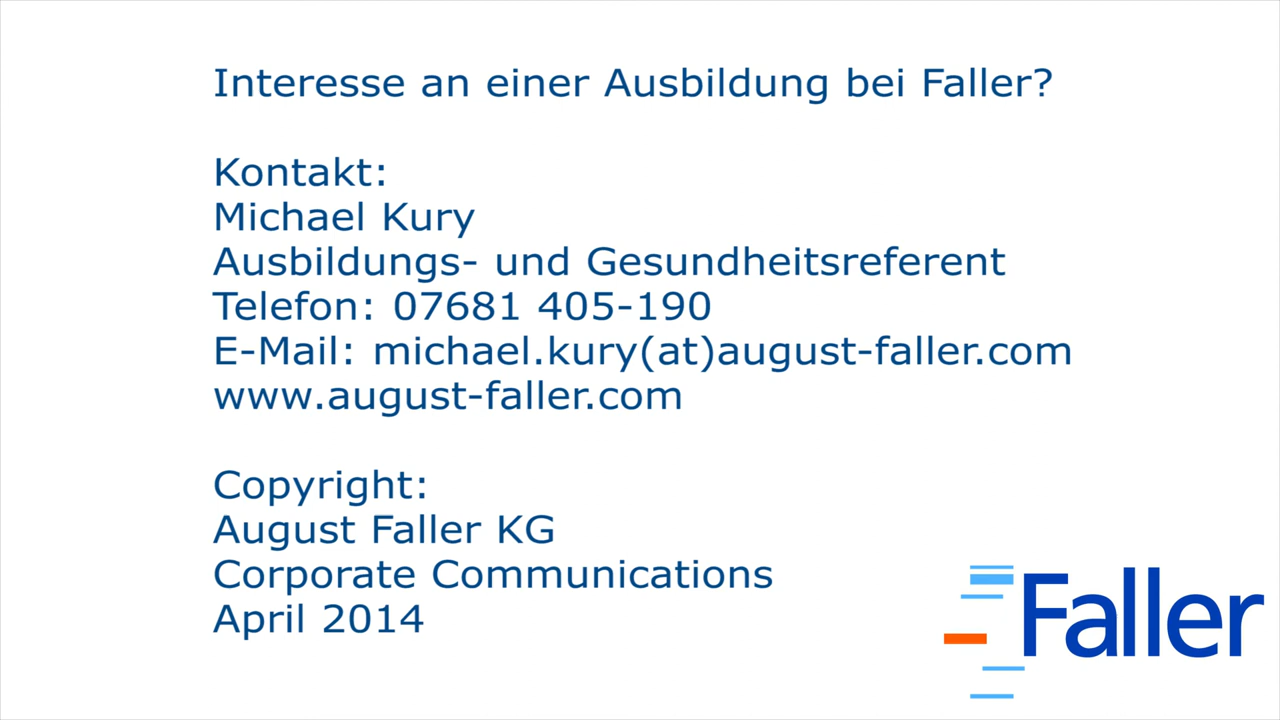 Interesse an einer Ausbildung bei Faller?
Kontakt:
Michael Kury
Ausbildungs- und Gesundheitsreferent
Telefon: 07681 405-190
E-Mail: michael.kury(at)august-faller.com
www.august-faller.com
Copyright:
August Faller KG
Corporate Communications
April 2014
Faller